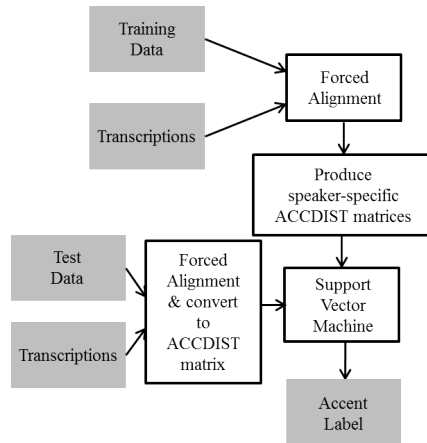 Training
Data
Forced
Alignment
Transcriptions
Produce
speaker-specific
ACCDIST matrices
Test
Data
Forced
Alignment
& convert
to
ACCDIST
matrix
Support
Vector
Machine
Transcriptions
Accent
Label